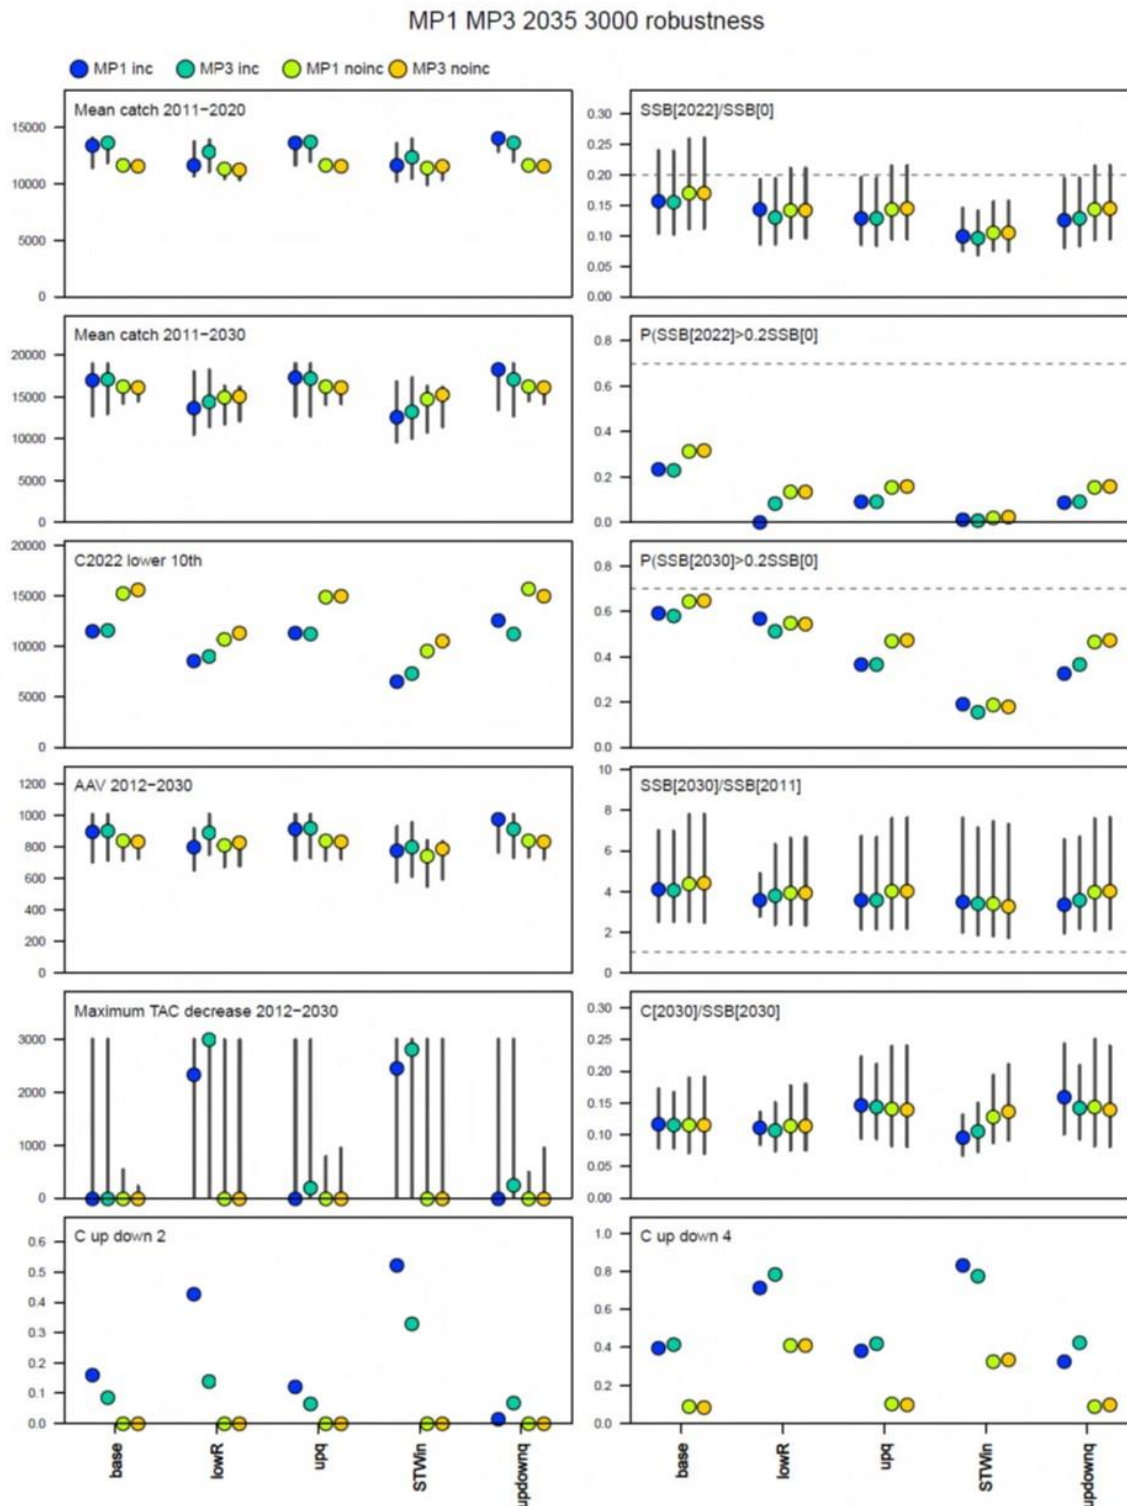 MP1 MP3 2035 3000 robustness
MP1 inc MP3 inc MP1 noinc MP3 noinc
Mean catch 2011−2020
15000
10000
5000
0
SSB[2022]/SSB[0]
0.30
0.25
0.20
0.15
0.10
0.05
0.00
Mean catch 2011−2030
20000
15000
10000
5000
0
P(SSB[2022]>0.2SSB[0]
0.8
0.6
0.4
0.2
0.0
C2022 lower 10th
20000
15000
10000
5000
0
P(SSB[2030]>0.2SSB[0]
0.8
0.6
0.4
0.2
0.0
AAV 2012−2030
1200
1000
800
600
400
200
0
SSB[2030]/SSB[2011]
10
8
6
4
2
0
Maximum TAC decrease 2012−2030
3000
2000
1000
0
C[2030]/SSB[2030]
0.30
0.25
0.20
0.15
0.10
0.05
0.00
C up down 2
0.6
0.5
0.4
0.3
0.2
0.1
0.0
base
lowR
upq
STWin
updownq
C up down 4
1.0
0.8
0.6
0.4
0.2
0.0
base
lowR
upq
STWin
updownq